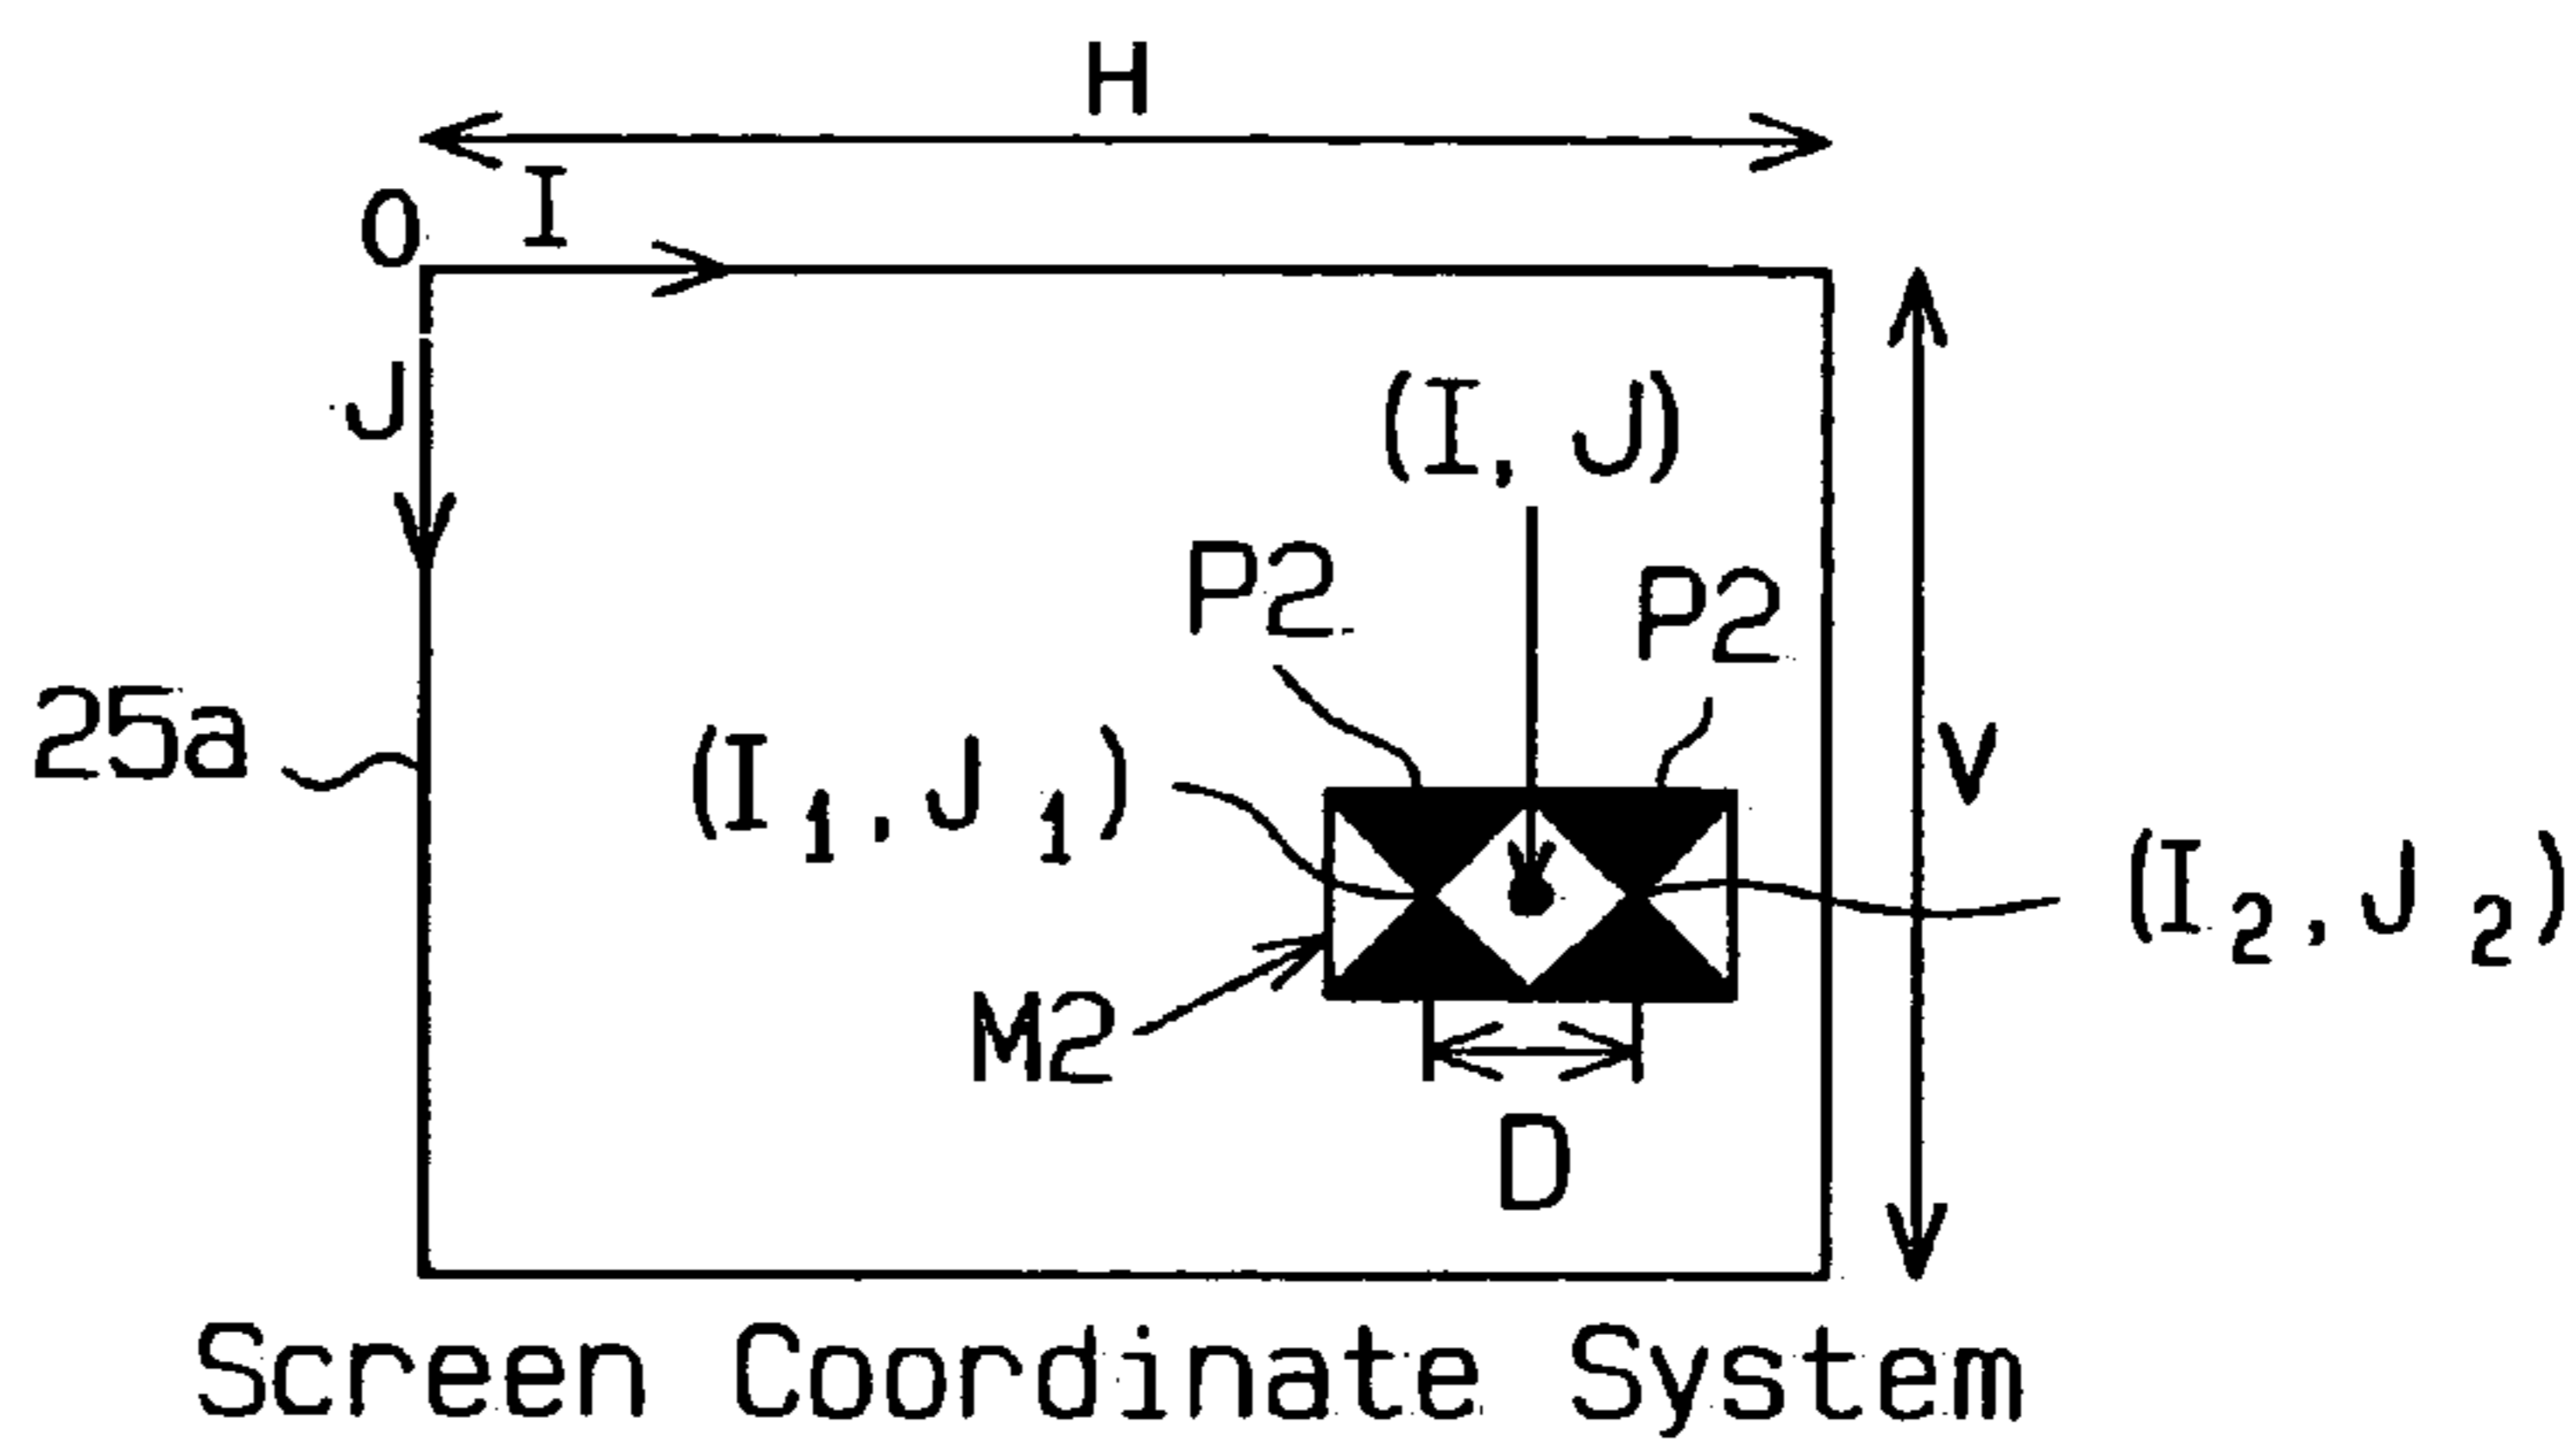 H
O I
J
(I, J)
P2 P2
25a
(I1, J1)
V
(I2, J2)
M2
D
Screen Coordinate System